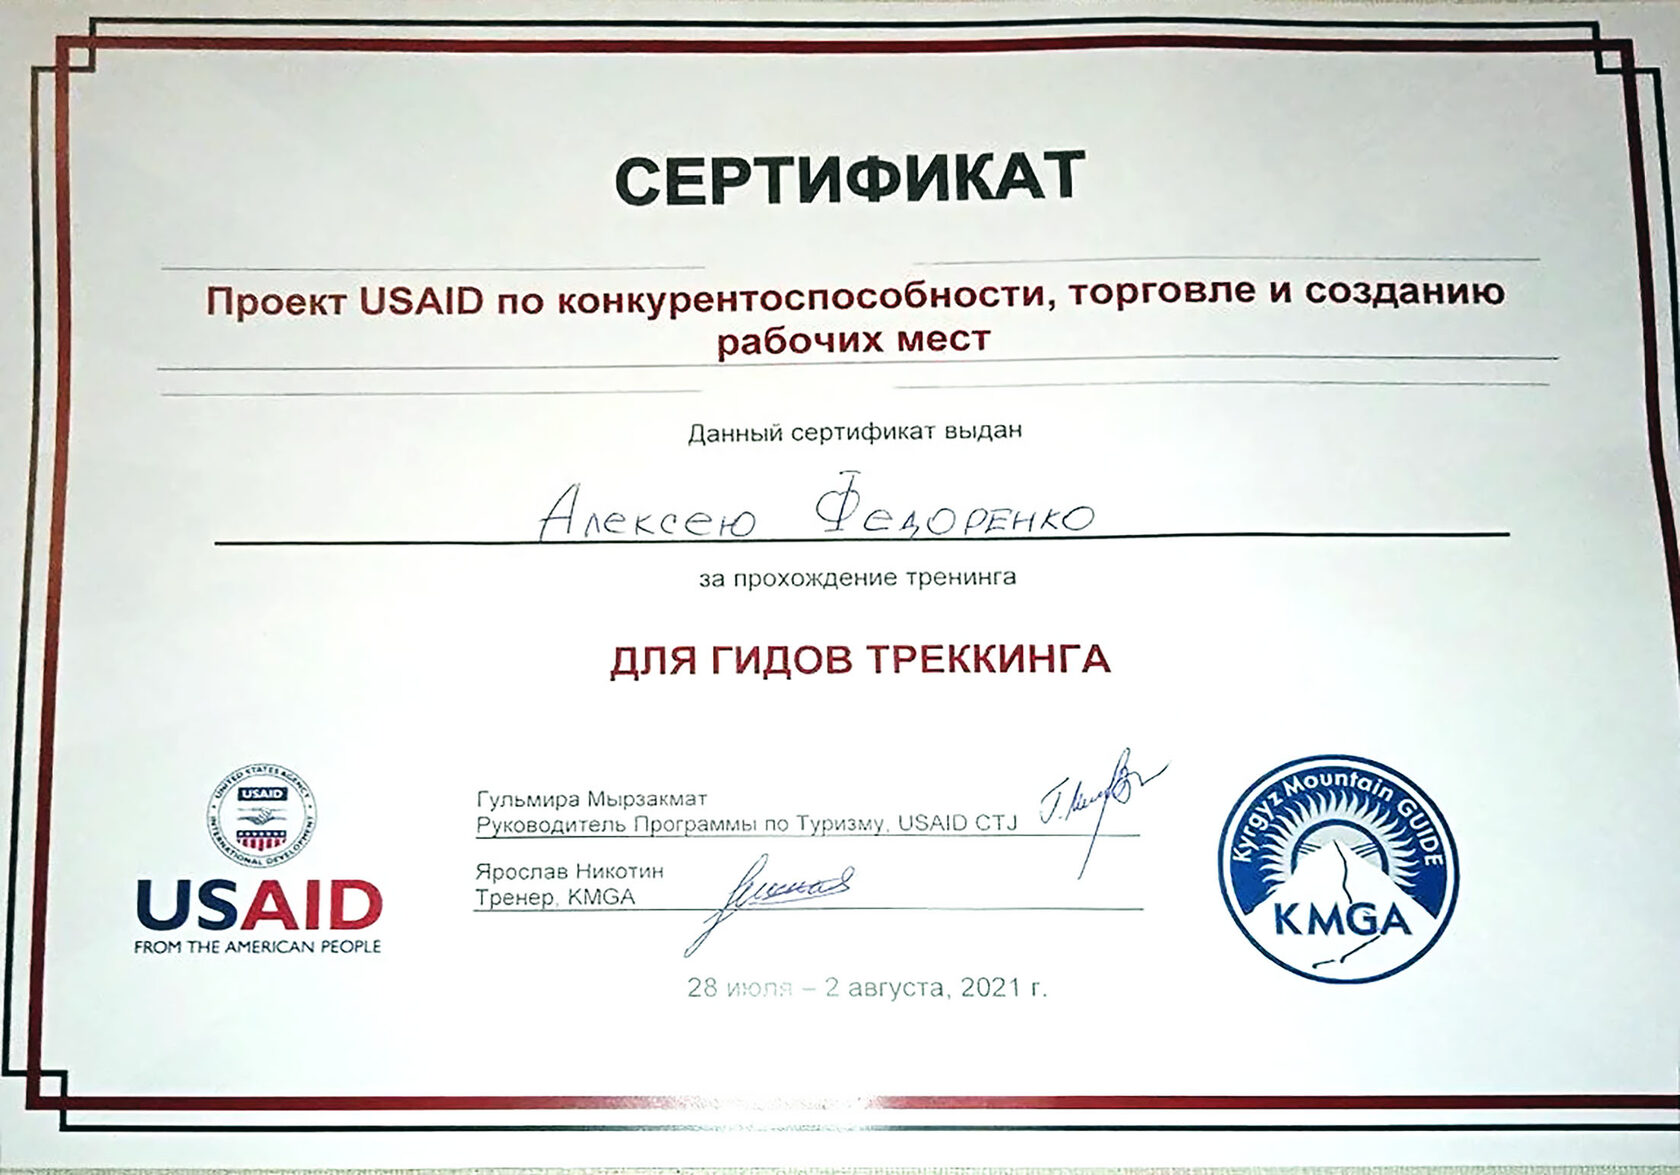 СЕРТИФИКАТ
Проект USAID по конкурентоспособности, торговле и созданию
рабочих мест
Данный сертификат выдан
Алексею Федоренко
за прохождение тренинга
ДЛЯ ГИДОВ ТРЕККИНГА
UNITED STATES AGENCY
USAID
INTERNATIONAL DEVELOPMENT
USAID
FROM THE AMERICAN PEOPLE
Гульмира Мырзакмат
Руководитель Программы по Туризму, USAID CTJ
Ярослав Никотин
Тренер, KMGA
28 июля – 2 августа, 2021 г.
Kyrgyz Mountain GUIDE
KMGA